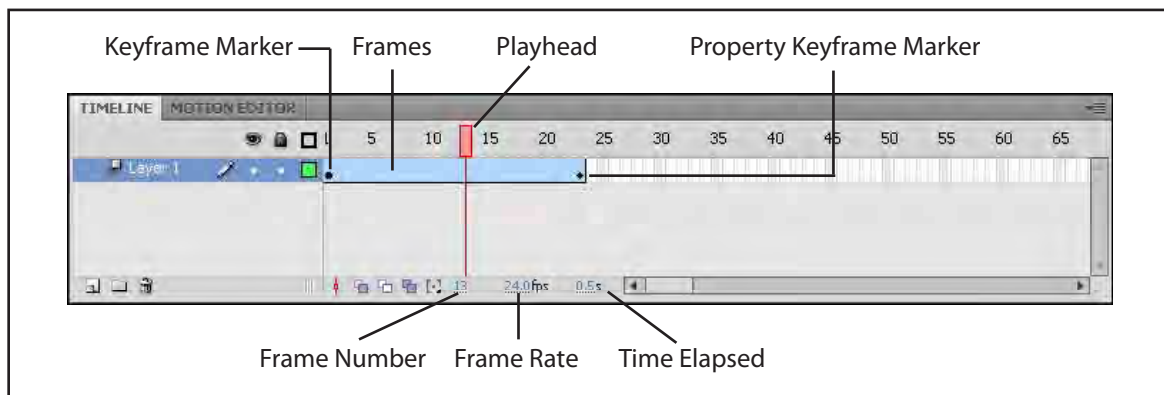 Keyframe Marker Frames Playhead Property Keyframe Marker
TIMELINE MOTION EDITOR
1 5 10 15 20 25 30 35 40 45 50 55 60 65
Layer 1
13 24.0fps 0.5s
Frame Number Frame Rate Time Elapsed